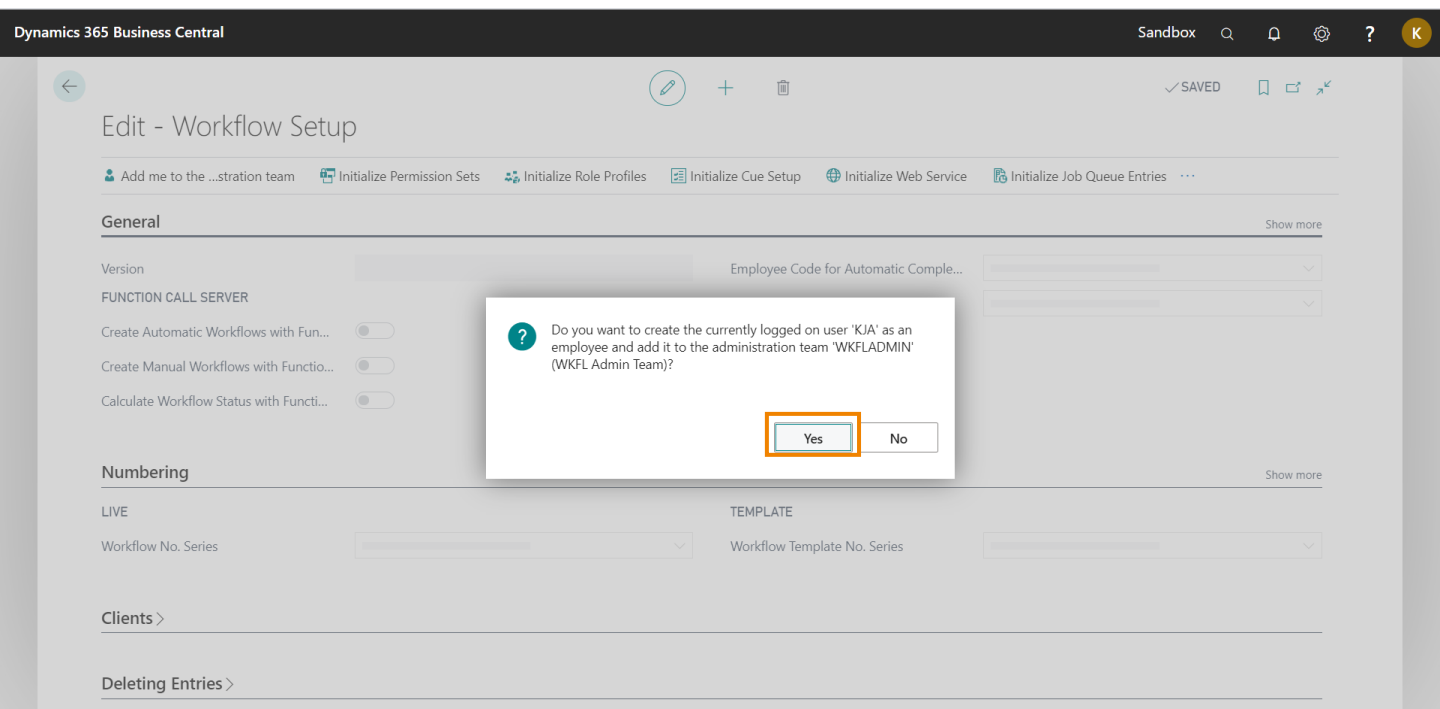 Dynamics 365 Business Central
Sandbox
?
K
SAVED
Edit - Workflow Setup
Add me to the ...stration team
Initialize Permission Sets
Initialize Role Profiles
Initialize Cue Setup
Initialize Web Service
Initialize Job Queue Entries
···
General
Show more
Version
Employee Code for Automatic Comple...
FUNCTION CALL SERVER
Create Automatic Workflows with Fun...
Create Manual Workflows with Functio...
Calculate Workflow Status with Functi...
?
Do you want to create the currently logged on user 'KJA' as an
employee and add it to the administration team 'WKFLADMIN'
(WKFL Admin Team)?
Yes
No
Numbering
Show more
LIVE
TEMPLATE
Workflow No. Series
Workflow Template No. Series
Clients
Deleting Entries